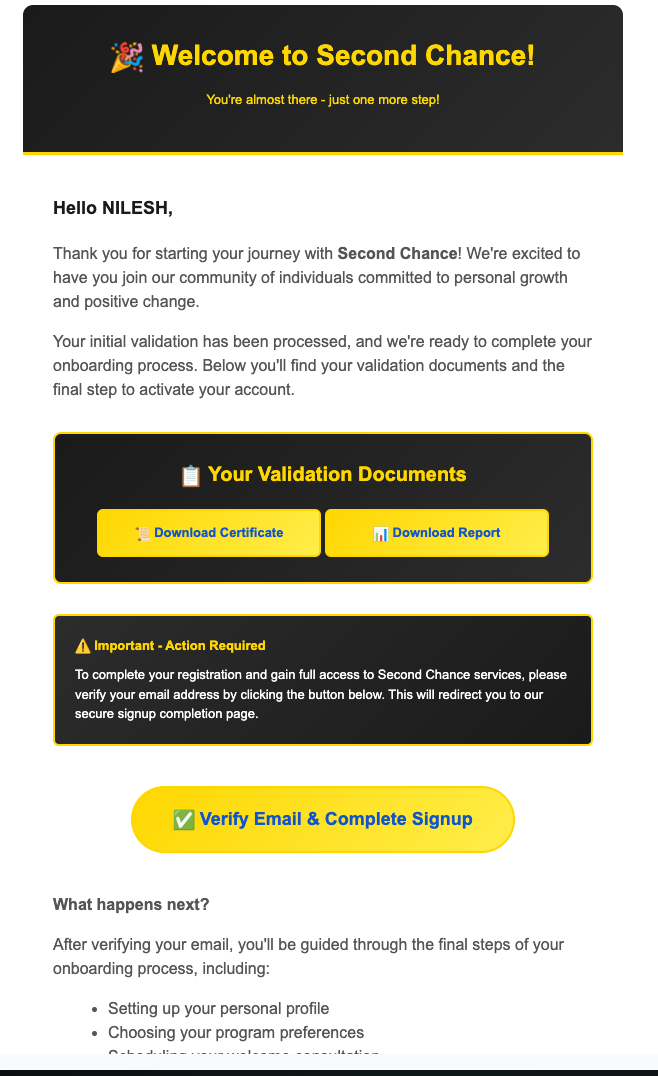 🎉 Welcome to Second Chance!
You're almost there - just one more step!
Hello NILESH,
Thank you for starting your journey with Second Chance! We're excited to
have you join our community of individuals committed to personal growth
and positive change.
Your initial validation has been processed, and we're ready to complete your
onboarding process. Below you'll find your validation documents and the
final step to activate your account.
📋 Your Validation Documents
📜 Download Certificate
📊 Download Report
⚠️ Important - Action Required
To complete your registration and gain full access to Second Chance services, please
verify your email address by clicking the button below. This will redirect you to our
secure signup completion page.
✅ Verify Email & Complete Signup
What happens next?
After verifying your email, you'll be guided through the final steps of your
onboarding process, including:
• Setting up your personal profile
• Choosing your program preferences
• Scheduling your welcome consultation